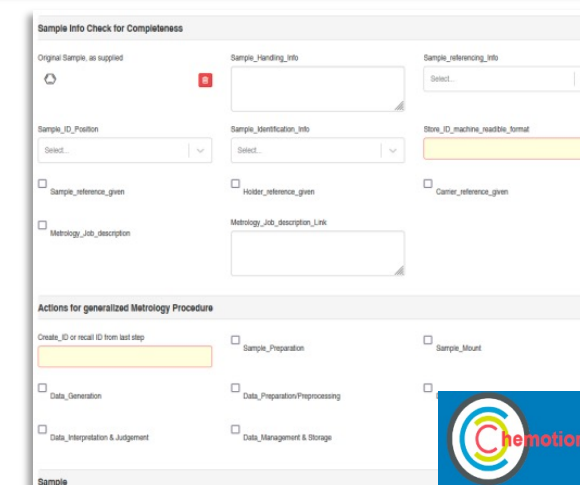 Sample Info Check for Completeness
Original Sample, as supplied
Sample_Handling_Info
Sample_referencing_Info
Select...
Sample_ID_Position
Sample_Identification_Info
Store_ID_machine_readible_format
Select...
Select...
Sample_reference_given
Holder_reference_given
Carrier_reference_given
Metrology_Job_description
Metrology_Job_description_Link
Actions for generalized Metrology Procedure
Create_ID or recall ID from last step
Sample_Preparation
Sample_Mount
Data_Generation
Data_Preparation/Preprocessing
Data_Interpretation & Judgement
Data_Management & Storage
Chemotion
Sample